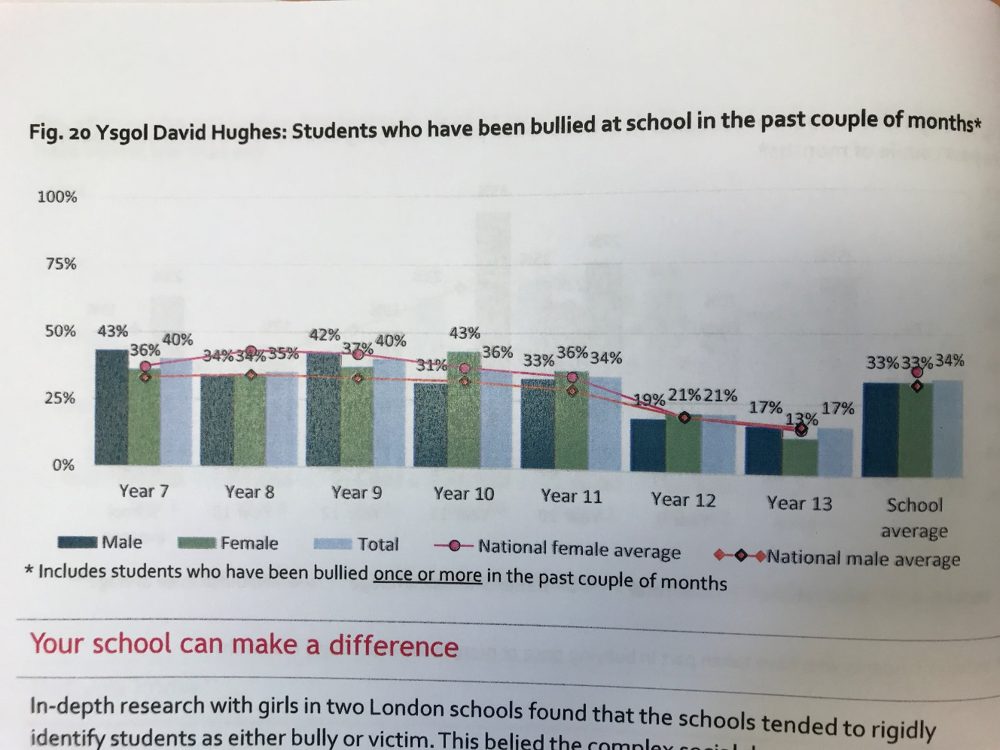 Fig. 20 Ysgol David Hughes: Students who have been bullied at school in the past couple of months*
100%
75%
50%
25%
0%
43% 36% 40%
34% 34% 35%
42% 37% 40%
31% 43% 36%
33% 36% 34%
19% 21% 21%
17% 13% 17%
33% 33% 34%
Year 7 Year 8 Year 9 Year 10 Year 11 Year 12 Year 13 School
average
Male Female Total National female average National male average
* Includes students who have been bullied once or more in the past couple of months
Your school can make a difference
In-depth research with girls in two London schools found that the schools tended to rigidly
identify students as either bully or victim. This belied the complex